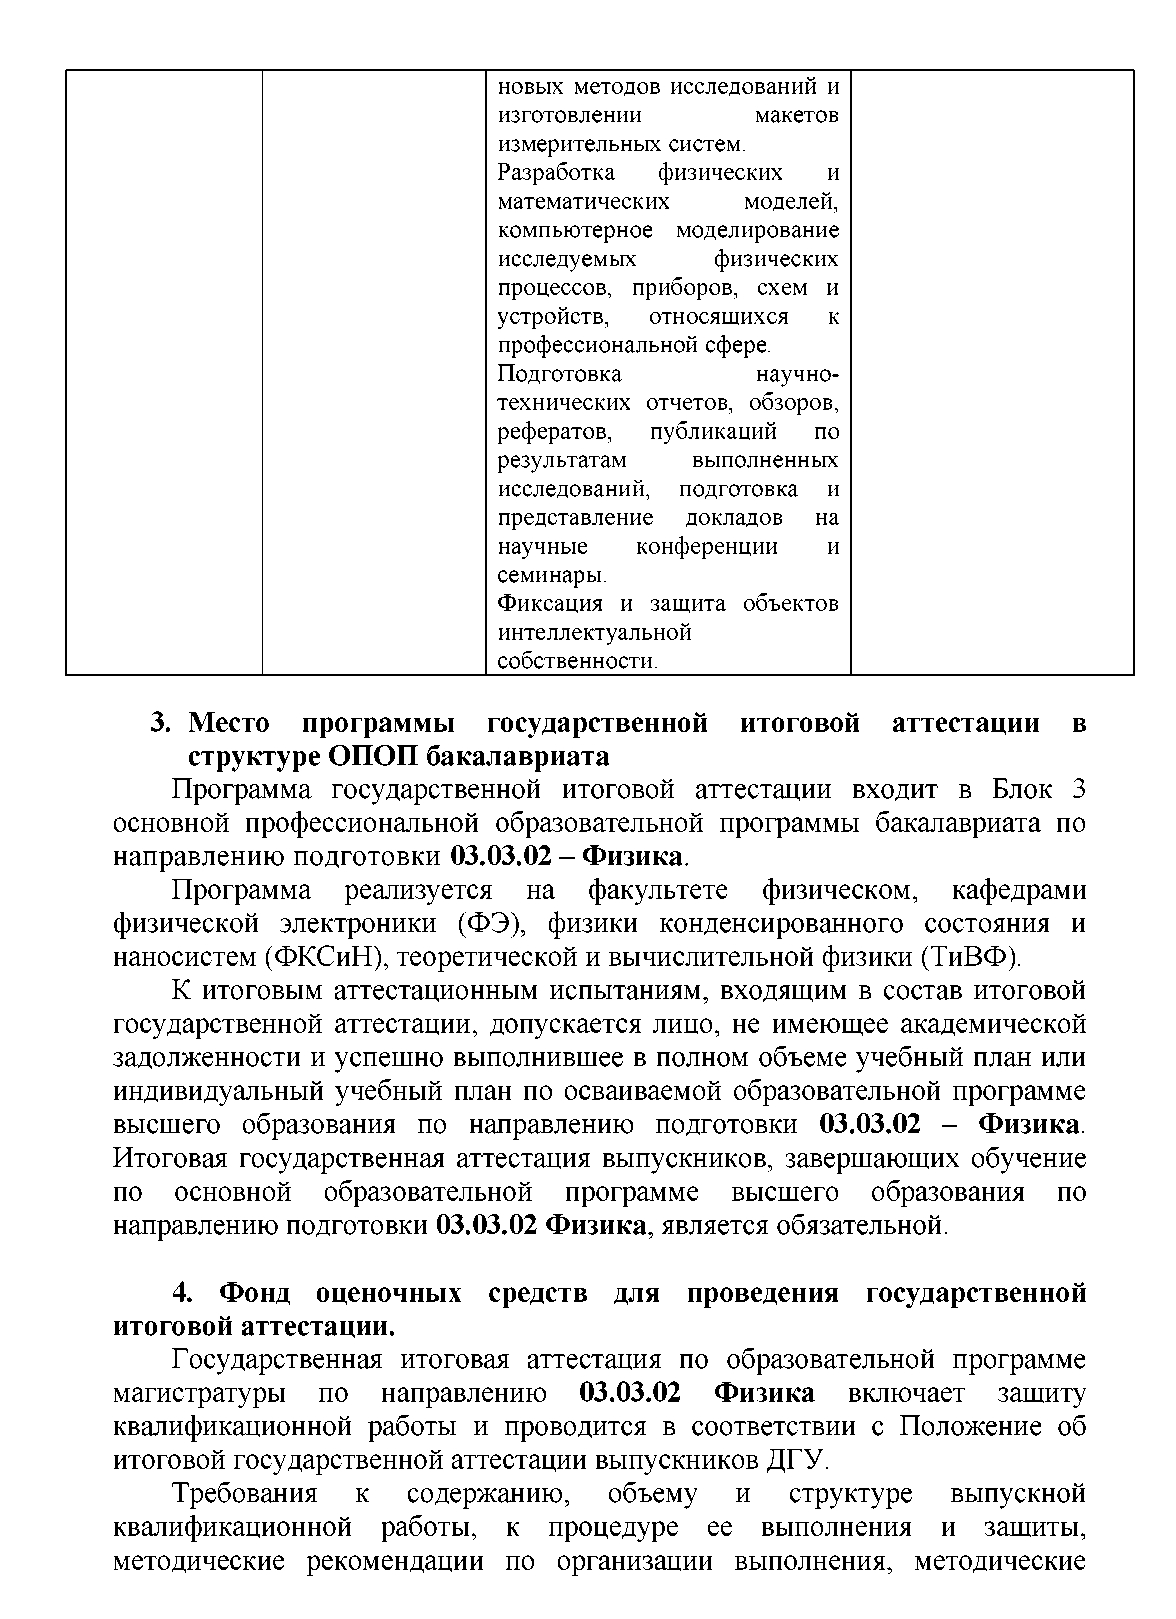 новых методов исследований и
изготовлении макетов
измерительных систем.
Разработка физических и
математических моделей,
компьютерное моделирование
исследуемых физических
процессов, приборов, схем и
устройств, относящихся к
профессиональной сфере.
Подготовка научно-
технических отчетов, обзоров,
рефератов, публикаций по
результатам выполненных
исследований, подготовка и
представление докладов на
научные конференции и
семинары.
Фиксация и защита объектов
интеллектуальной
собственности.
3. Место программы государственной итоговой аттестации в
структуре ОПОП бакалавриата
Программа государственной итоговой аттестации входит в Блок 3
основной профессиональной образовательной программы бакалавриата по
направлению подготовки 03.03.02 – Физика.
Программа реализуется на факультете физическом, кафедрами
физической электроники (ФЭ), физики конденсированного состояния и
наносистем (ФКСиН), теоретической и вычислительной физики (ТиВФ).
К итоговым аттестационным испытаниям, входящим в состав итоговой
государственной аттестации, допускается лицо, не имеющее академической
задолженности и успешно выполнившее в полном объеме учебный план или
индивидуальный учебный план по осваиваемой образовательной программе
высшего образования по направлению подготовки 03.03.02 – Физика.
Итоговая государственная аттестация выпускников, завершающих обучение
по основной образовательной программе высшего образования по
направлению подготовки 03.03.02 Физика, является обязательной.
4. Фонд оценочных средств для проведения государственной
итоговой аттестации.
Государственная итоговая аттестация по образовательной программе
магистратуры по направлению 03.03.02 Физика включает защиту
квалификационной работы и проводится в соответствии с Положение об
итоговой государственной аттестации выпускников ДГУ.
Требования к содержанию, объему и структуре выпускной
квалификационной работы, к процедуре ее выполнения и защиты,
методические рекомендации по организации выполнения, методические